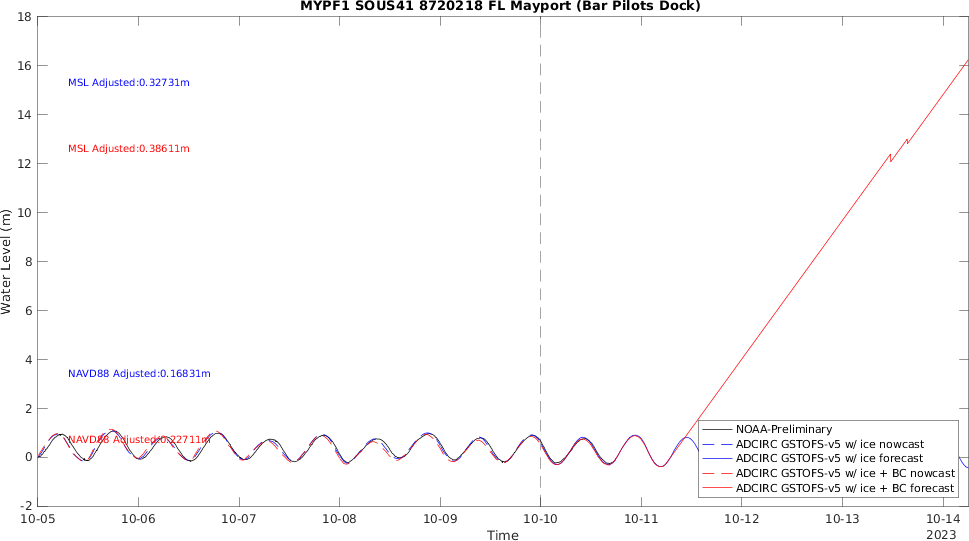 MYPF1 SOUS41 8720218 FL Mayport (Bar Pilots Dock)
18
16
14
12
10
8
6
4
2
0
-2
Water Level (m)
MSL Adjusted:0.32731m
MSL Adjusted:0.38611m
NAVD88 Adjusted:0.16831m
NAVD88 Adjusted:0.22711m
NOAA-Preliminary
ADCIRC GSTOFS-v5 w/ ice nowcast
ADCIRC GSTOFS-v5 w/ ice forecast
ADCIRC GSTOFS-v5 w/ ice + BC nowcast
ADCIRC GSTOFS-v5 w/ ice + BC forecast
10-05 10-06 10-07 10-08 10-09 10-10 10-11 10-12 10-13 10-14
2023
Time